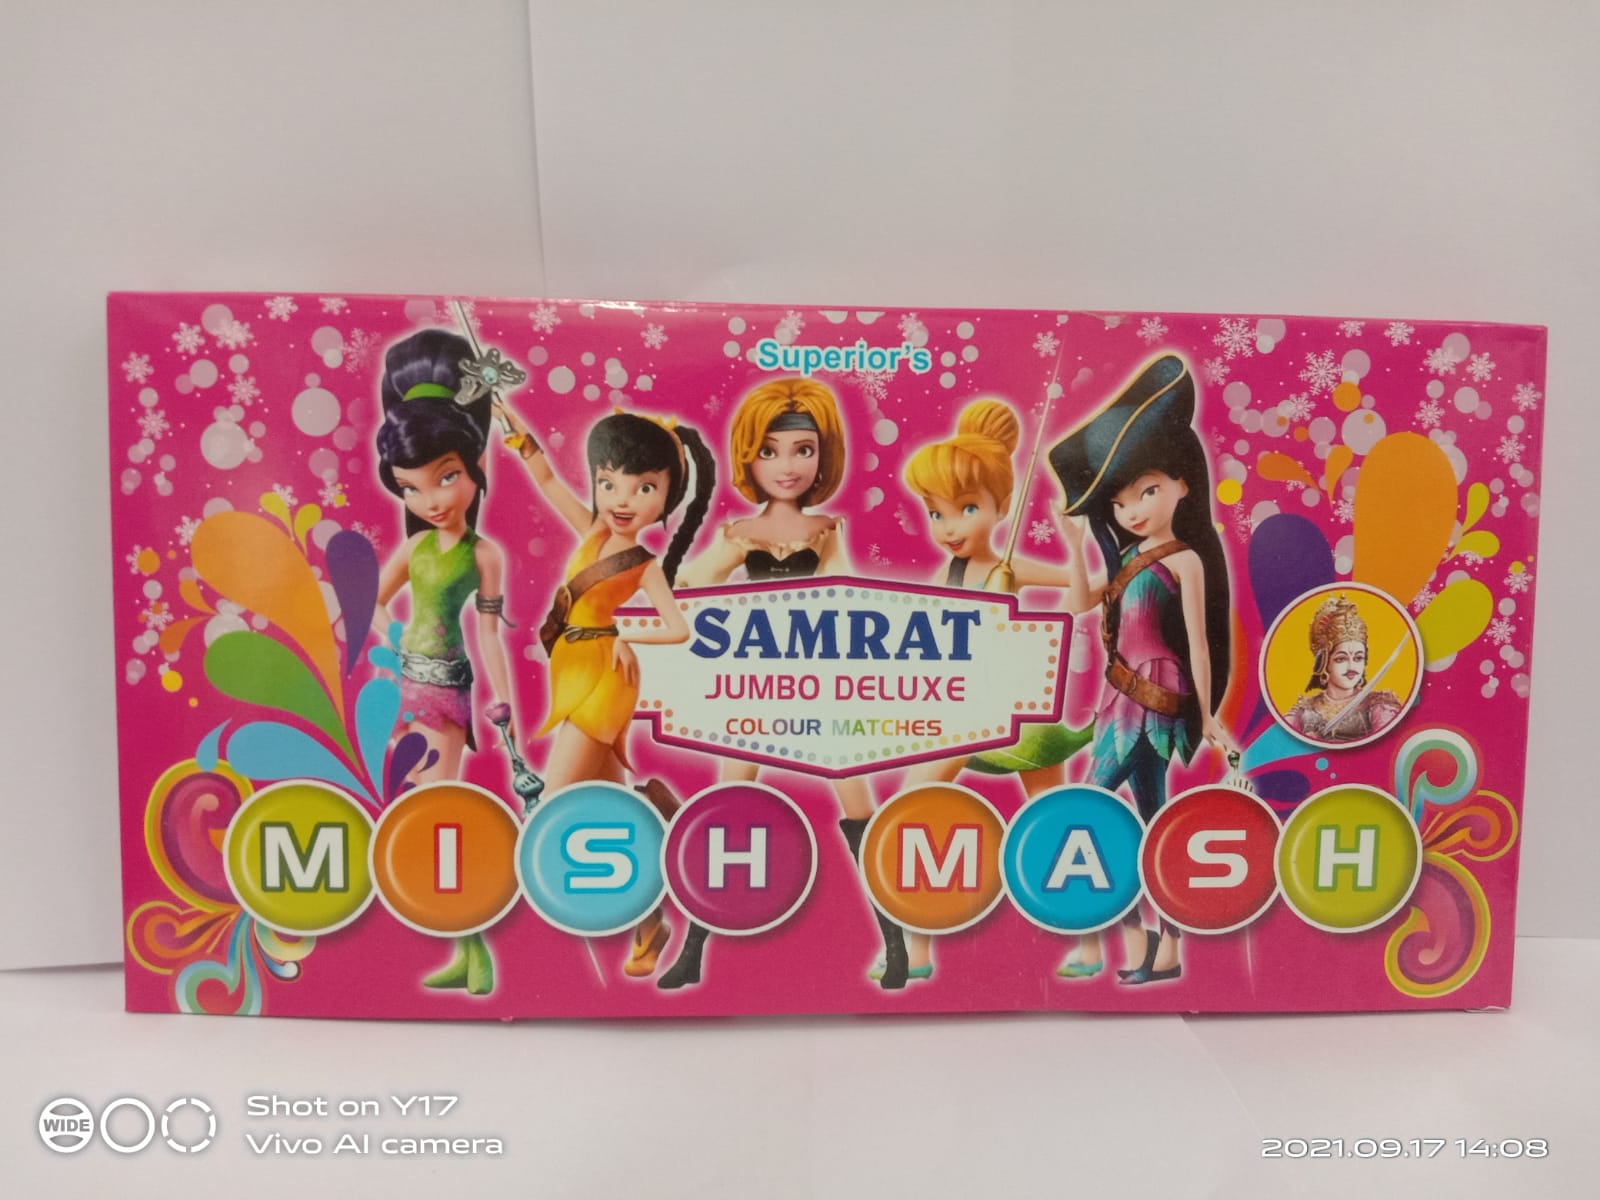 Superior's
SAMRAT
JUMBO DELUXE
COLOUR MATCHES
MISH MASH
WIDE
Shot on Y17
Vivo AI camera
2021.09.17 14:08